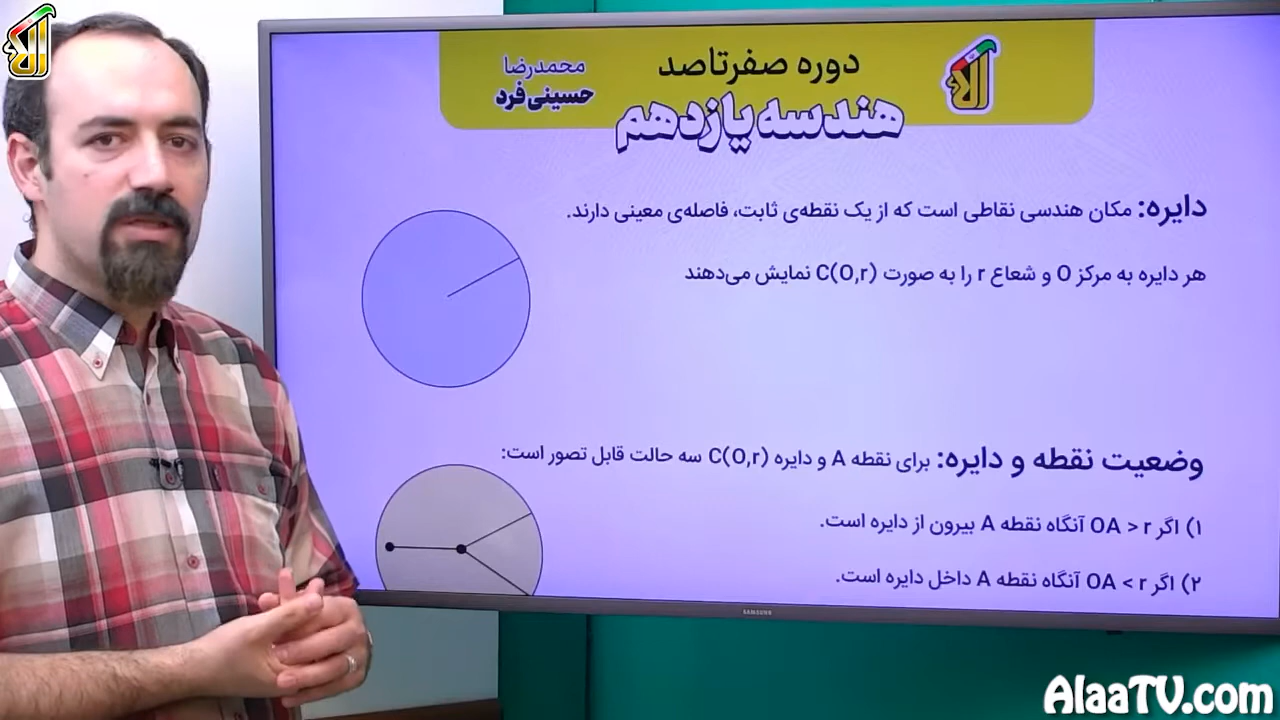 دوره صفرتاصد
هندسه یازدهم
محمدرضا
حسینی فرد
دایره: مکان هندسی نقاطی است که از یک نقطه‌ی ثابت، فاصله‌ی معینی دارند.
هر دایره به مرکز O و شعاع r را به صورت C(O,r) نمایش می‌دهند
وضعیت نقطه و دایره: برای نقطه A و دایره C(O,r) سه حالت قابل تصور است:
۱) اگر OA > r آنگاه نقطه A بیرون از دایره است.
۲) اگر OA < r آنگاه نقطه A داخل دایره است.
SAMSUNG
AlaaTV.com